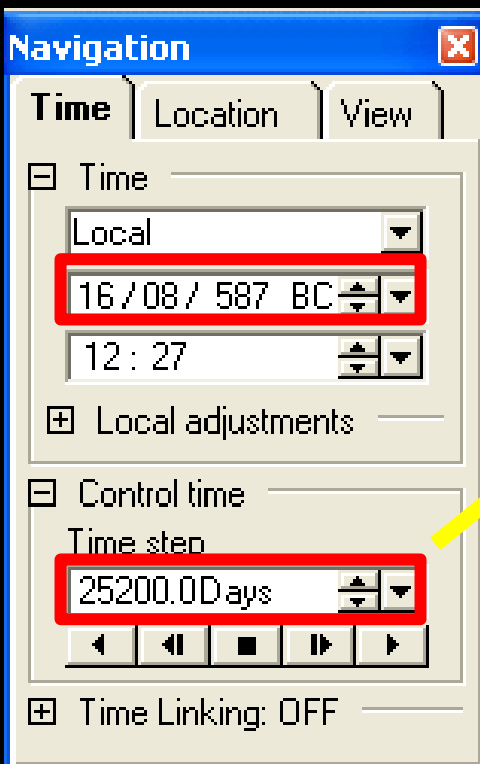 Navigation
Time Location View
Time
Local
16 / 08 / 587 BC
12 : 27
Local adjustments
Control time
Time step
25200.0Days
Time Linking: OFF